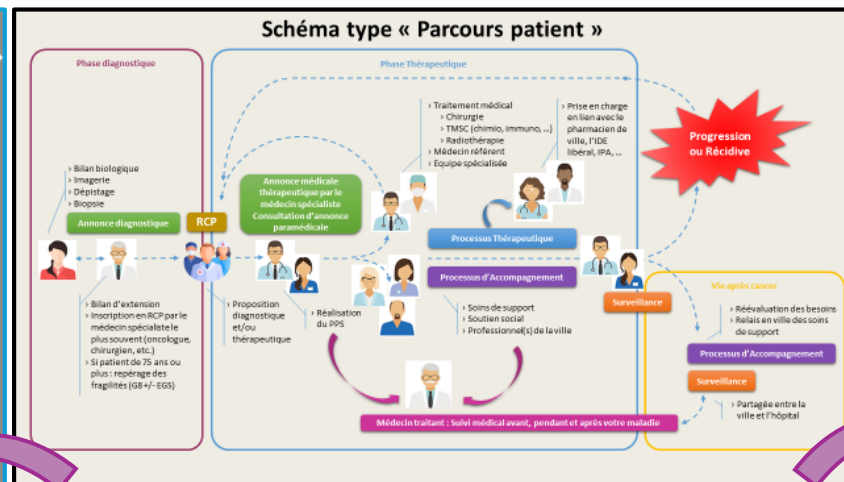 Schéma type « Parcours patient »
Phase diagnostique
Phase Thérapeutique
› Bilan biologique
› Imagerie
› Dépistage
› Biopsie
Annonce diagnostique
RCP
› Bilan d'extension
› Inscription en RCP par le
médecin spécialiste le
plus souvent (oncologue,
chirurgien, etc.)
› Si patient de 75 ans ou
plus : repérage des
fragilités (G8 +/- EGS)
Annonce médicale
thérapeutique par le
médecin spécialiste
Consultation d'annonce
paramédicale
› Proposition
diagnostique
et/ou
thérapeutique
› Réalisation
du PPS
› Traitement médical
› Chirurgie
› TMSC (chimio, immuno, ...)
› Radiothérapie
› Médecin référent
› Equipe spécialisée
› Prise en charge
en lien avec le
pharmacien de
ville, l'IDE
libéral, IPA, ...
Processus Thérapeutique
Processus d'Accompagnement
› Soins de support
› Soutien social
› Professionnel(s) de la ville
Médecin traitant : Suivi médical avant, pendant et après votre maladie
Progression
ou Récidive
Surveillance
Vie après cancer
› Réévaluation des besoins
› Relais en ville des soins
de support
Processus d'Accompagnement
Surveillance
› Partagée entre la
ville et l'hôpital